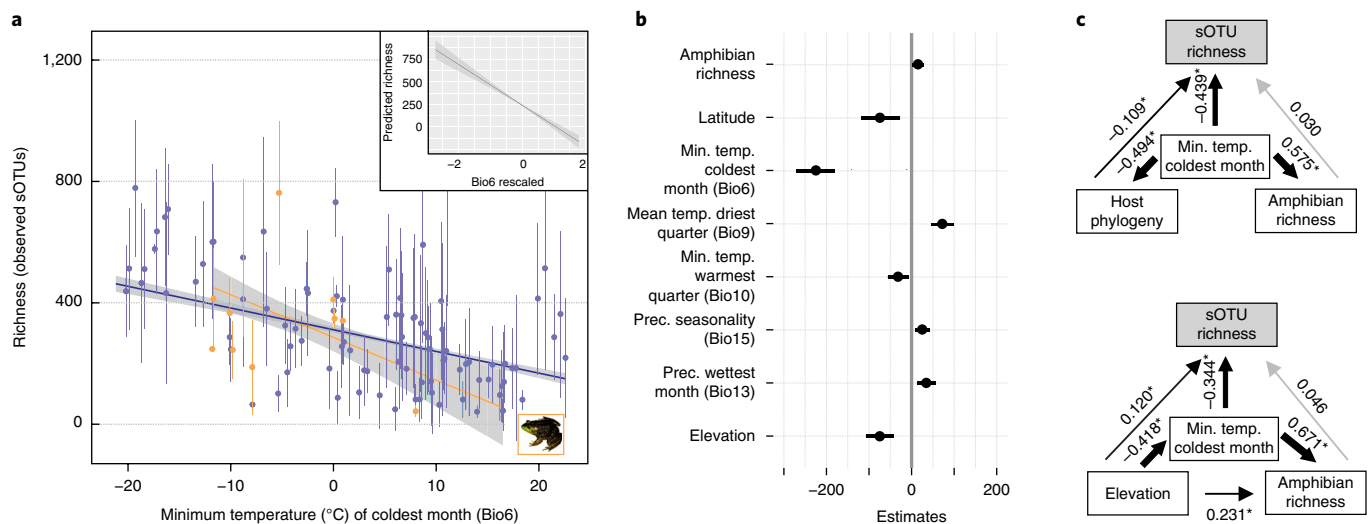 a
1,200
800
400
0
Richness (observed sOTUs)
−20
−10
0
10
20
Minimum temperature (°C) of coldest month (Bio6)
Predicted richness
750
500
250
0
−2
0
2
Bio6 rescaled
b
Amphibian
richness
Latitude
Min. temp.
coldest
month (Bio6)
Mean temp. driest
quarter (Bio9)
Min. temp.
warmest
quarter (Bio10)
Prec. seasonality
(Bio15)
Prec. wettest
month (Bio13)
Elevation
−200
0
200
Estimates
c
sOTU
richness
−0.109*
−0.439*
0.030
−0.494*
Min. temp.
coldest month
0.575*
Host
phylogeny
Amphibian
richness
sOTU
richness
0.120*
−0.344*
0.046
−0.418*
Min. temp.
coldest month
0.671*
Elevation
0.231*
Amphibian
richness